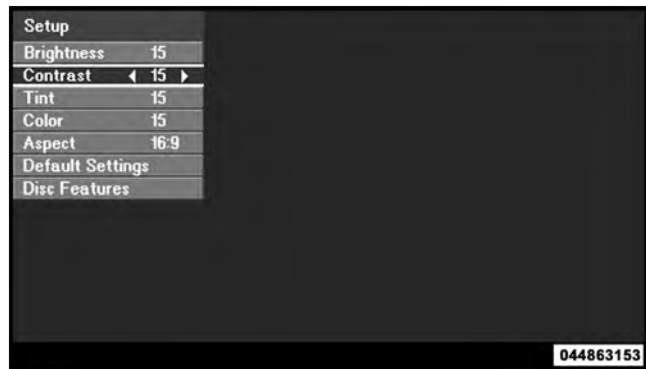 Setup
Brightness 15
Contrast 15
Tint 15
Color 15
Aspect 16:9
Default Settings
Disc Features
044863153